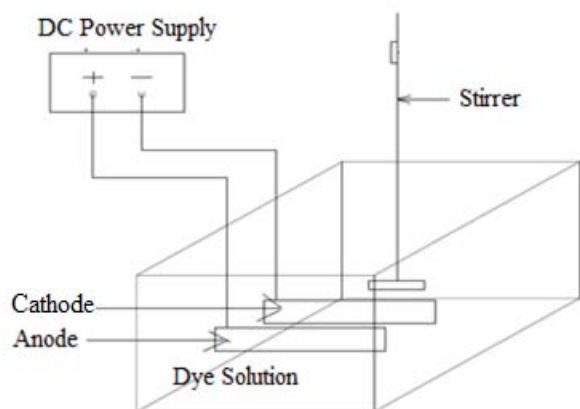 DC Power Supply
+ —
Stirrer
Cathode
Anode
Dye Solution